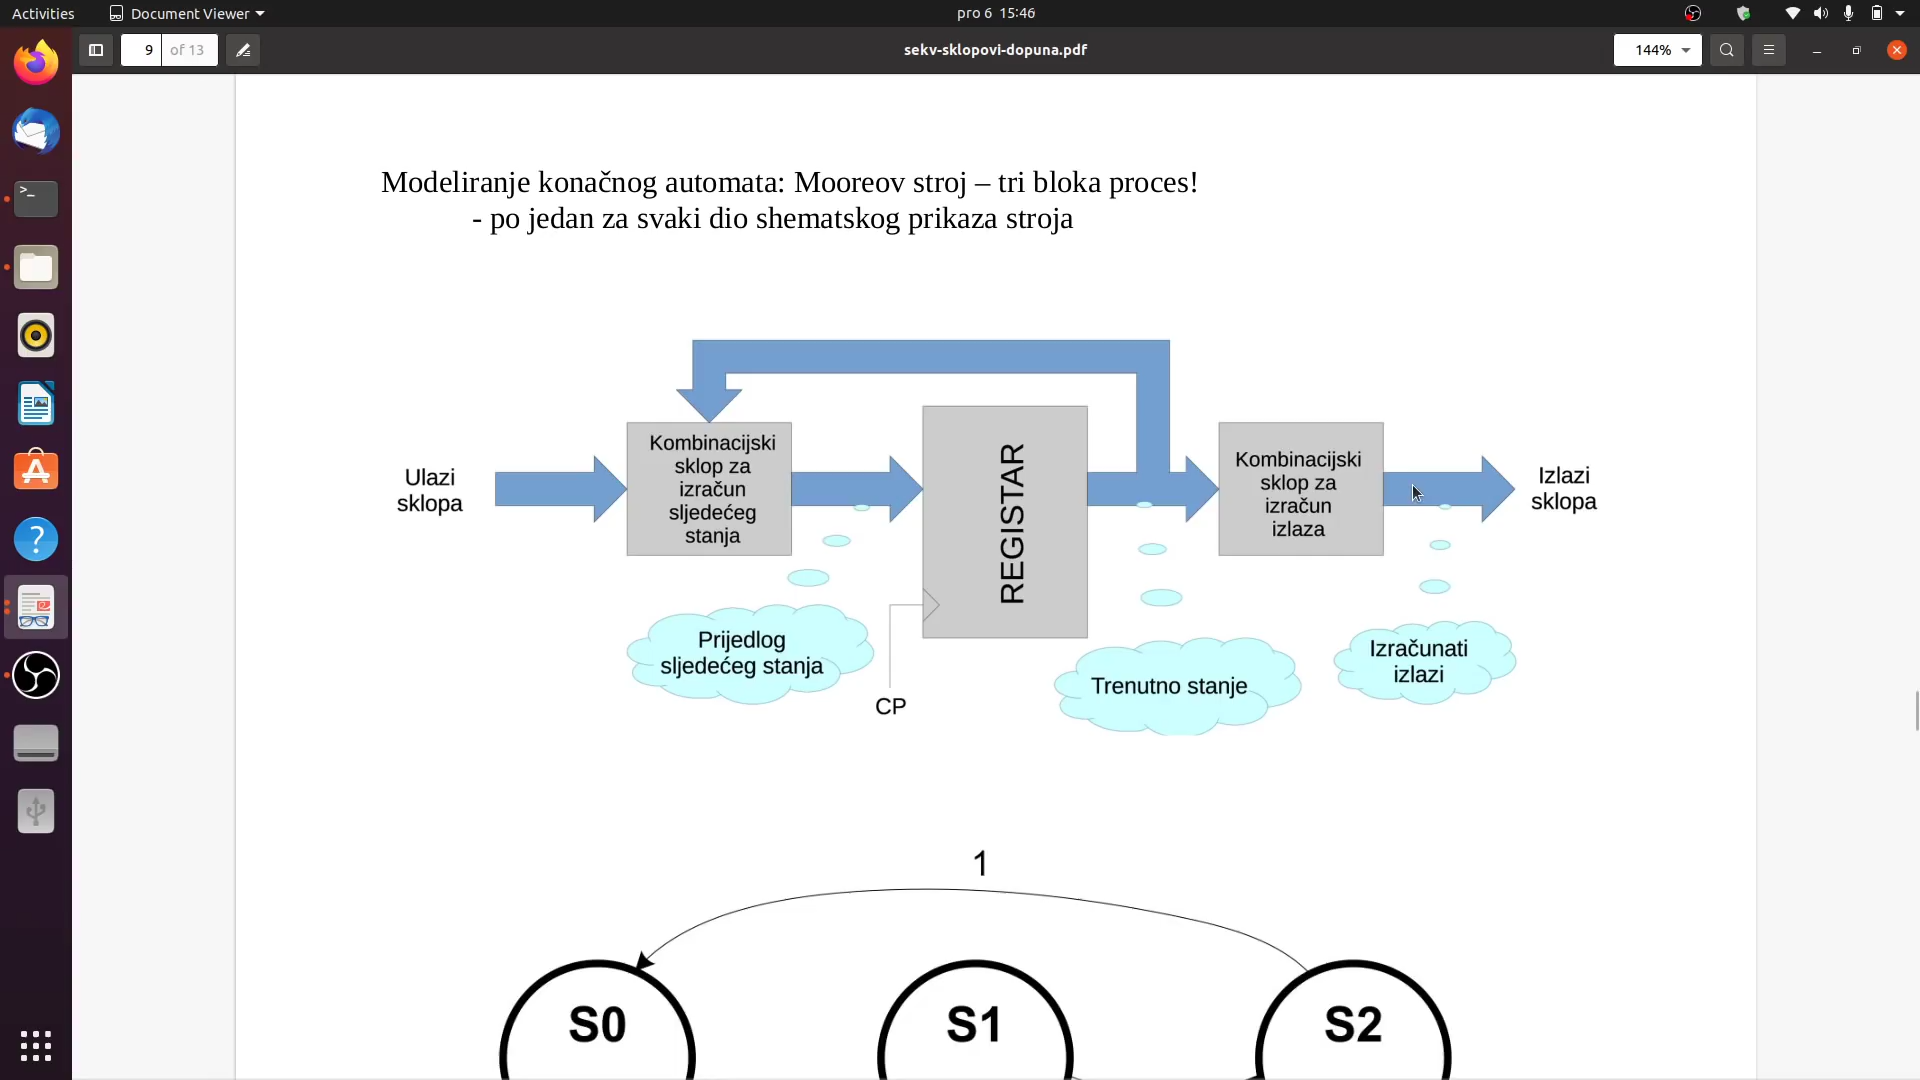 Activities
Document Viewer
pro 6 15:46
9 of 13
sekv-sklopovi-dopuna.pdf
144%
Modeliranje konačnog automata: Mooreov stroj – tri bloka proces!
- po jedan za svaki dio shematskog prikaza stroja
Ulazi
sklopa
Kombinacijski
sklop za
izračun
sljedećeg
stanja
REGISTAR
Kombinacijski
sklop za
izračun
izlaza
Izlazi
sklopa
Prijedlog
sljedećeg stanja
CP
Trenutno stanje
Izračunati
izlazi
1
S0
S1
S2